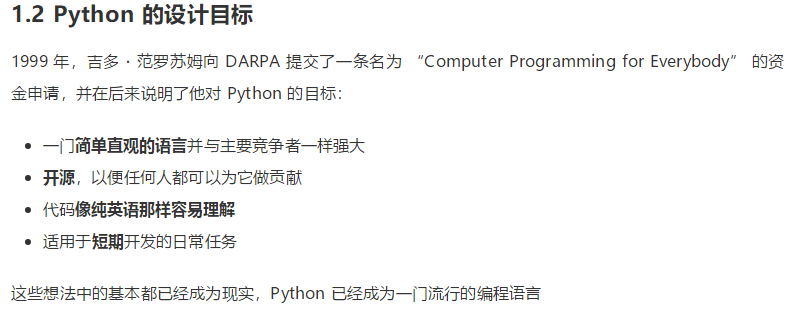 1.2 Python 的设计目标
1999 年，吉多・范罗苏姆向 DARPA 提交了一条名为 “Computer Programming for Everybody” 的资
金申请，并在后来说明了他对 Python 的目标：
一门简单直观的语言并与主要竞争者一样强大
开源，以便任何人都可以为它做贡献
代码像纯英语那样容易理解
适用于短期开发的日常任务
这些想法中的基本都已经成为现实，Python 已经成为一门流行的编程语言